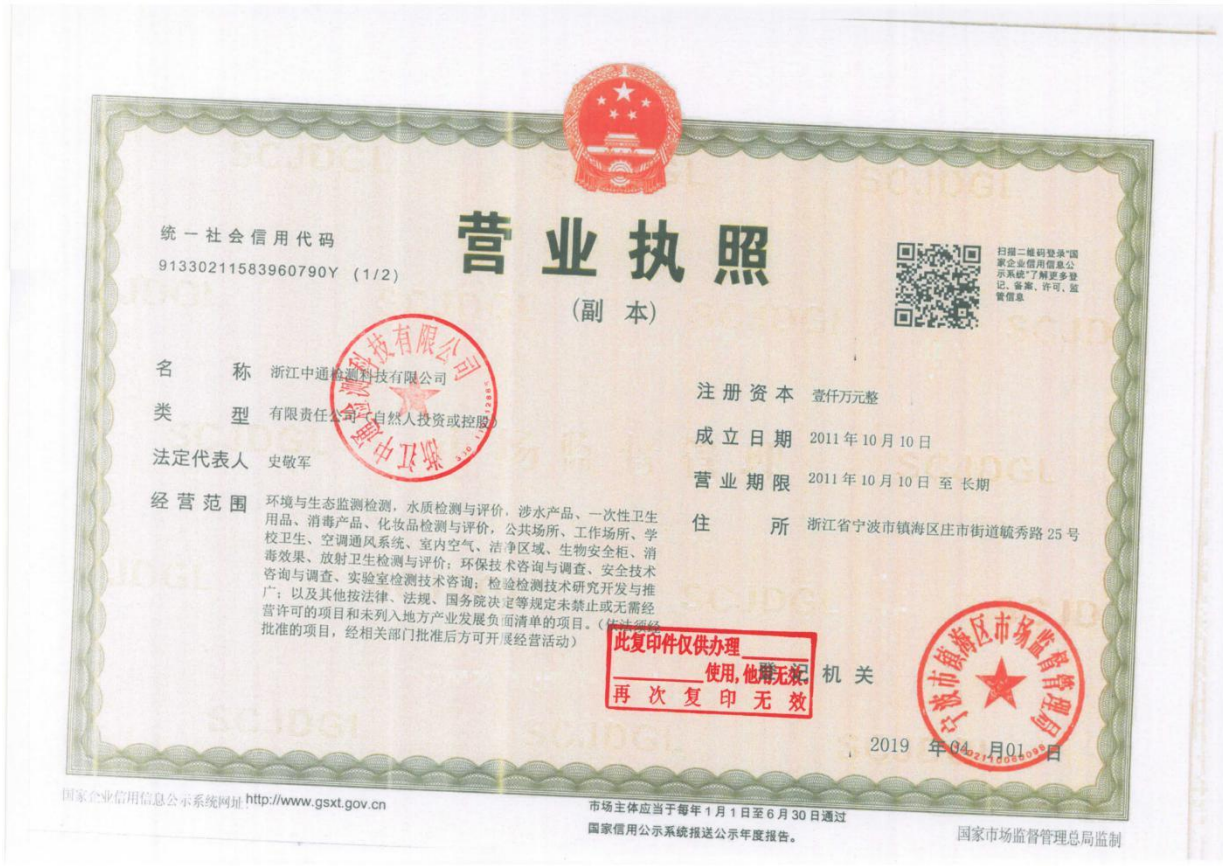 统一社会信用代码
91330211583960790Y (1/2)
营业执照
(副 本)
扫描二维码登录"国
家企业信用信息公
示系统"了解更多登
记、备案、许可、监
管信息
名 称 浙江中通检测科技有限公司
类 型 有限责任公司(自然人投资或控股)
法定代表人 史敬军
经营范围 环境与生态监测检测，水质检测与评价，涉水产品、一次性卫生
用品、消毒产品、化妆品检测与评价，公共场所、工作场所、学
校卫生、空调通风系统、室内空气、洁净区域、生物安全柜、消
毒效果、放射卫生检测与评价；环保技术咨询与调查、安全技术
咨询与调查、实验室检测技术咨询；检验检测技术研究开发与推
广；以及其他按法律、法规、国务院决定等规定未禁止或无需经
营许可的项目和未列入地方产业发展负面清单的项目。(依法须经
批准的项目，经相关部门批准后方可开展经营活动)
注册资本 壹仟万元整
成立日期 2011年10月10日
营业期限 2011年10月10日 至 长期
住 所 浙江省宁波市镇海区庄市街道毓秀路25号
浙江中通检测科技有限公司
此复印件仅供办理
使用,他用无效
再次复印无效
登记机关
宁波市镇海区市场监督管理局
2019 年04 月01 日
国家企业信用信息公示系统网址：http://www.gsxt.gov.cn
市场主体应当于每年1月1日至6月30日通过
国家信用公示系统报送公示年度报告。
国家市场监督管理总局监制
SCJDGL